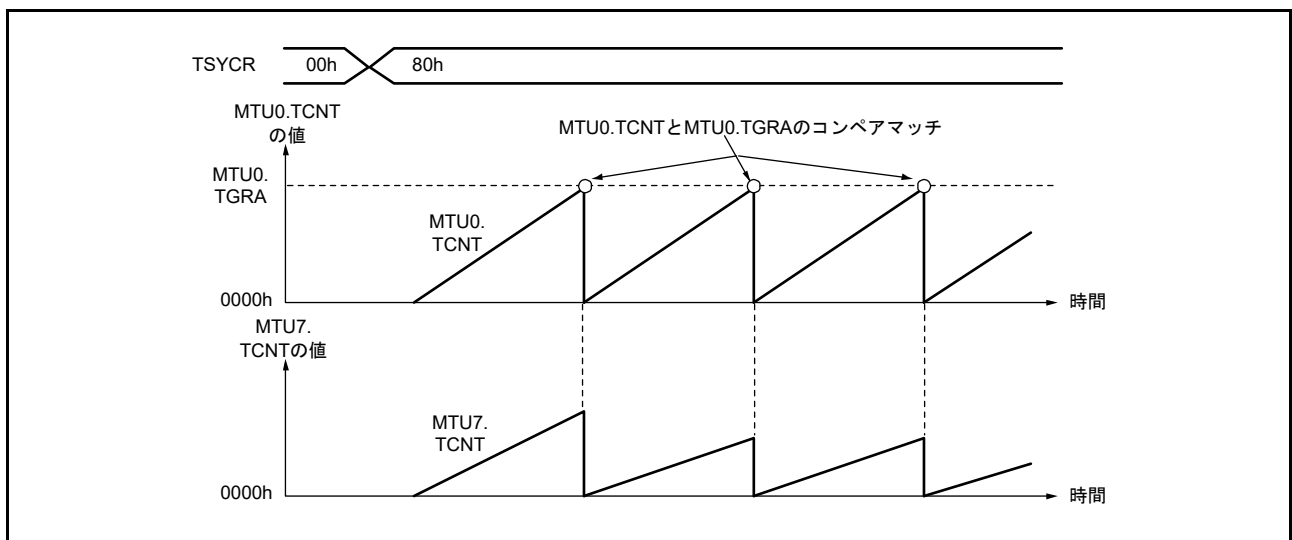 TSYCR 00h 80h
MTU0.TCNT
の値
MTU0.TCNTとMTU0.TGRAのコンペアマッチ
MTU0.
TGRA
MTU0.
TCNT
0000h
時間
MTU7.
TCNTの値
MTU7.
TCNT
0000h
時間